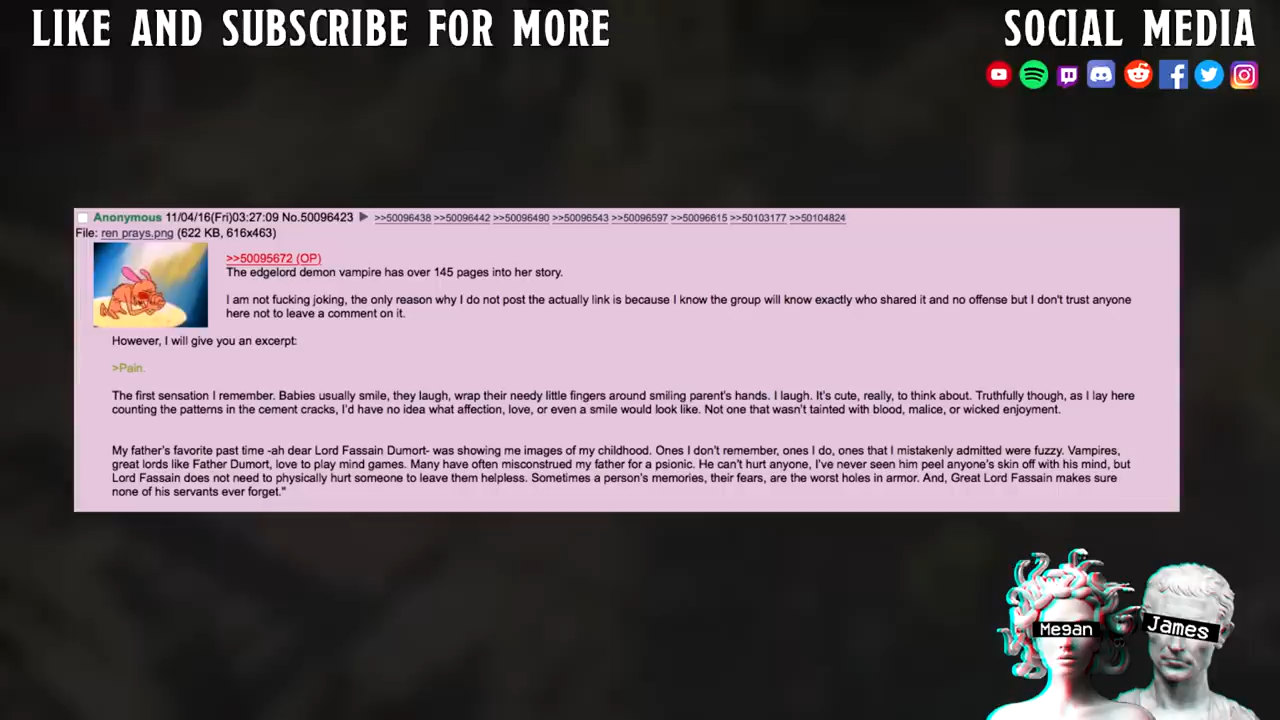 LIKE AND SUBSCRIBE FOR MORE
SOCIAL MEDIA
Anonymous 11/04/16(Fri)03:27:09 No.50096423 ▶ >>50096438 >>50096442 >>50096490 >>50096543 >>50096597 >>50096615 >>50103177 >>50104824
File: ren prays.png (622 KB, 616x463)
>>50095672 (OP)
The edgelord demon vampire has over 145 pages into her story.
I am not fucking joking, the only reason why I do not post the actually link is because I know the group will know exactly who shared it and no offense but I don't trust anyone
here not to leave a comment on it.
However, I will give you an excerpt:
>Pain.
The first sensation I remember. Babies usually smile, they laugh, wrap their needy little fingers around smiling parent's hands. I laugh. It's cute, really, to think about. Truthfully though, as I lay here
counting the patterns in the cement cracks, I'd have no idea what affection, love, or even a smile would look like. Not one that wasn't tainted with blood, malice, or wicked enjoyment.
My father's favorite past time -ah dear Lord Fassain Dumort- was showing me images of my childhood. Ones I don't remember, ones I do, ones that I mistakenly admitted were fuzzy. Vampires,
great lords like Father Dumort, love to play mind games. Many have often misconstrued my father for a psionic. He can't hurt anyone, I've never seen him peel anyone's skin off with his mind, but
Lord Fassain does not need to physically hurt someone to leave them helpless. Sometimes a person's memories, their fears, are the worst holes in armor. And, Great Lord Fassain makes sure
none of his servants ever forget."
Megan
James